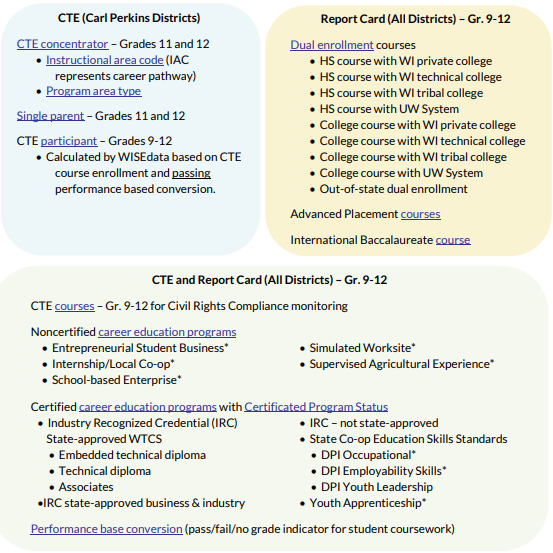 CTE (Carl Perkins Districts)
CTE concentrator – Grades 11 and 12
• Instructional area code (IAC
represents career pathway)
• Program area type
Single parent – Grades 11 and 12
CTE participant – Grades 9-12
• Calculated by WISEdata based on CTE
course enrollment and passing
performance based conversion.
Report Card (All Districts) – Gr. 9-12
Dual enrollment courses
• HS course with WI private college
• HS course with WI technical college
• HS course with WI tribal college
• HS course with UW System
• College course with WI private college
• College course with WI technical college
• College course with WI tribal college
• College course with UW System
• Out-of-state dual enrollment
Advanced Placement courses
International Baccalaureate course
CTE and Report Card (All Districts) – Gr. 9-12
CTE courses – Gr. 9-12 for Civil Rights Compliance monitoring
Noncertified career education programs
• Entrepreneurial Student Business*
• Internship/Local Co-op*
• School-based Enterprise*
• Simulated Worksite*
• Supervised Agricultural Experience*
Certified career education programs with Certificated Program Status
• Industry Recognized Credential (IRC)
State-approved WTCS
• Embedded technical diploma
• Technical diploma
• Associates
•IRC state-approved business & industry
• IRC – not state-approved
• State Co-op Education Skills Standards
• DPI Occupational*
• DPI Employability Skills*
• DPI Youth Leadership
• Youth Apprenticeship*
Performance base conversion (pass/fail/no grade indicator for student coursework)